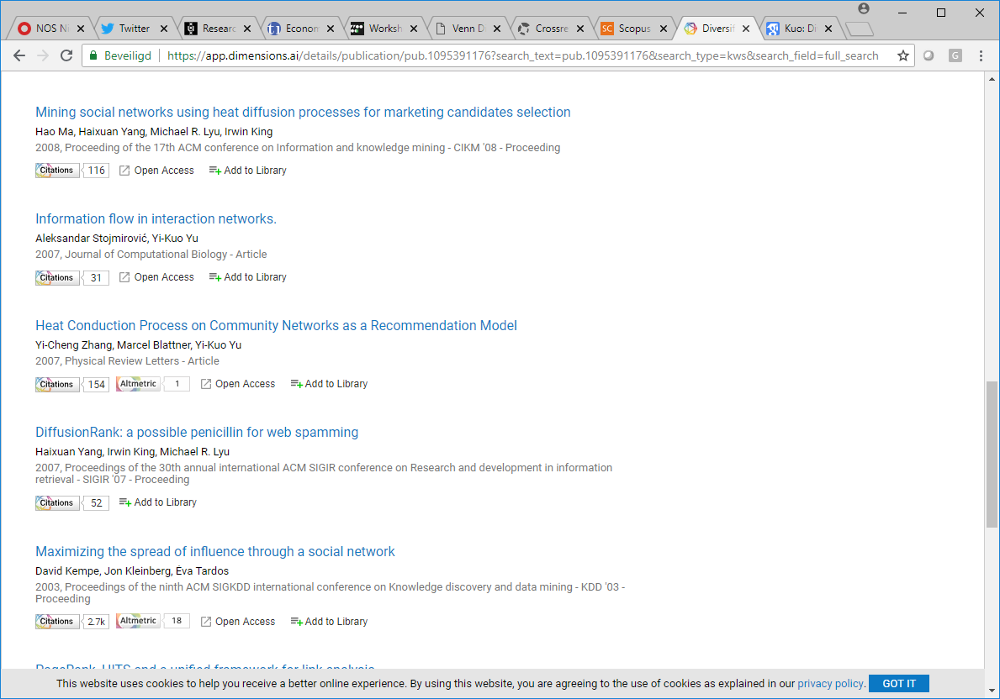 NOS Ni
Twitter
Researc
Econom
Worksh
Venn D
Crossre
SC Scopus
Diversif
Kuo: Di
Beveiligd https://app.dimensions.ai/details/publication/pub.1095391176?search_text=pub.1095391176&search_type=kws&search_field=full_search
G
Mining social networks using heat diffusion processes for marketing candidates selection
Hao Ma, Haixuan Yang, Michael R. Lyu, Irwin King
2008, Proceeding of the 17th ACM conference on Information and knowledge mining - CIKM '08 - Proceeding
Citations 116 Open Access Add to Library
Information flow in interaction networks.
Aleksandar Stojmirović, Yi-Kuo Yu
2007, Journal of Computational Biology - Article
Citations 31 Open Access Add to Library
Heat Conduction Process on Community Networks as a Recommendation Model
Yi-Cheng Zhang, Marcel Blattner, Yi-Kuo Yu
2007, Physical Review Letters - Article
Citations 154 Altmetric 1 Open Access Add to Library
DiffusionRank: a possible penicillin for web spamming
Haixuan Yang, Irwin King, Michael R. Lyu
2007, Proceedings of the 30th annual international ACM SIGIR conference on Research and development in information
retrieval - SIGIR '07 - Proceeding
Citations 52 Add to Library
Maximizing the spread of influence through a social network
David Kempe, Jon Kleinberg, Éva Tardos
2003, Proceedings of the ninth ACM SIGKDD international conference on Knowledge discovery and data mining - KDD '03 -
Proceeding
Citations 2.7k Altmetric 18 Open Access Add to Library
PageRank, HITS and a unified framework for link analysis
This website uses cookies to help you receive a better online experience. By using this website, you are agreeing to the use of cookies as explained in our privacy policy. GOT IT